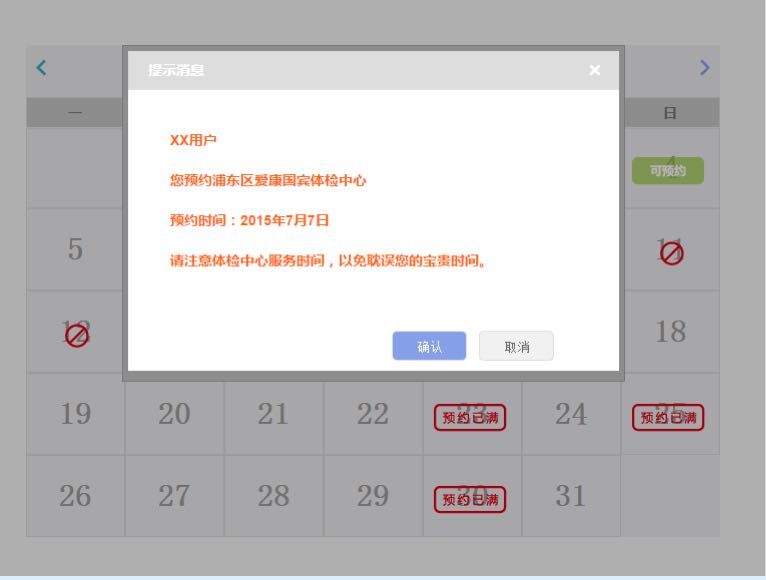 提示消息 ×
一 日
XX用户
可预约 4
您预约浦东区爱康国宾体检中心
预约时间：2015年7月7日
5 11
请注意体检中心服务时间，以免耽误您的宝贵时间。
12 18
确认 取消
19 20 21 22 23 预约已满 24 25 预约已满
26 27 28 29 30 预约已满 31